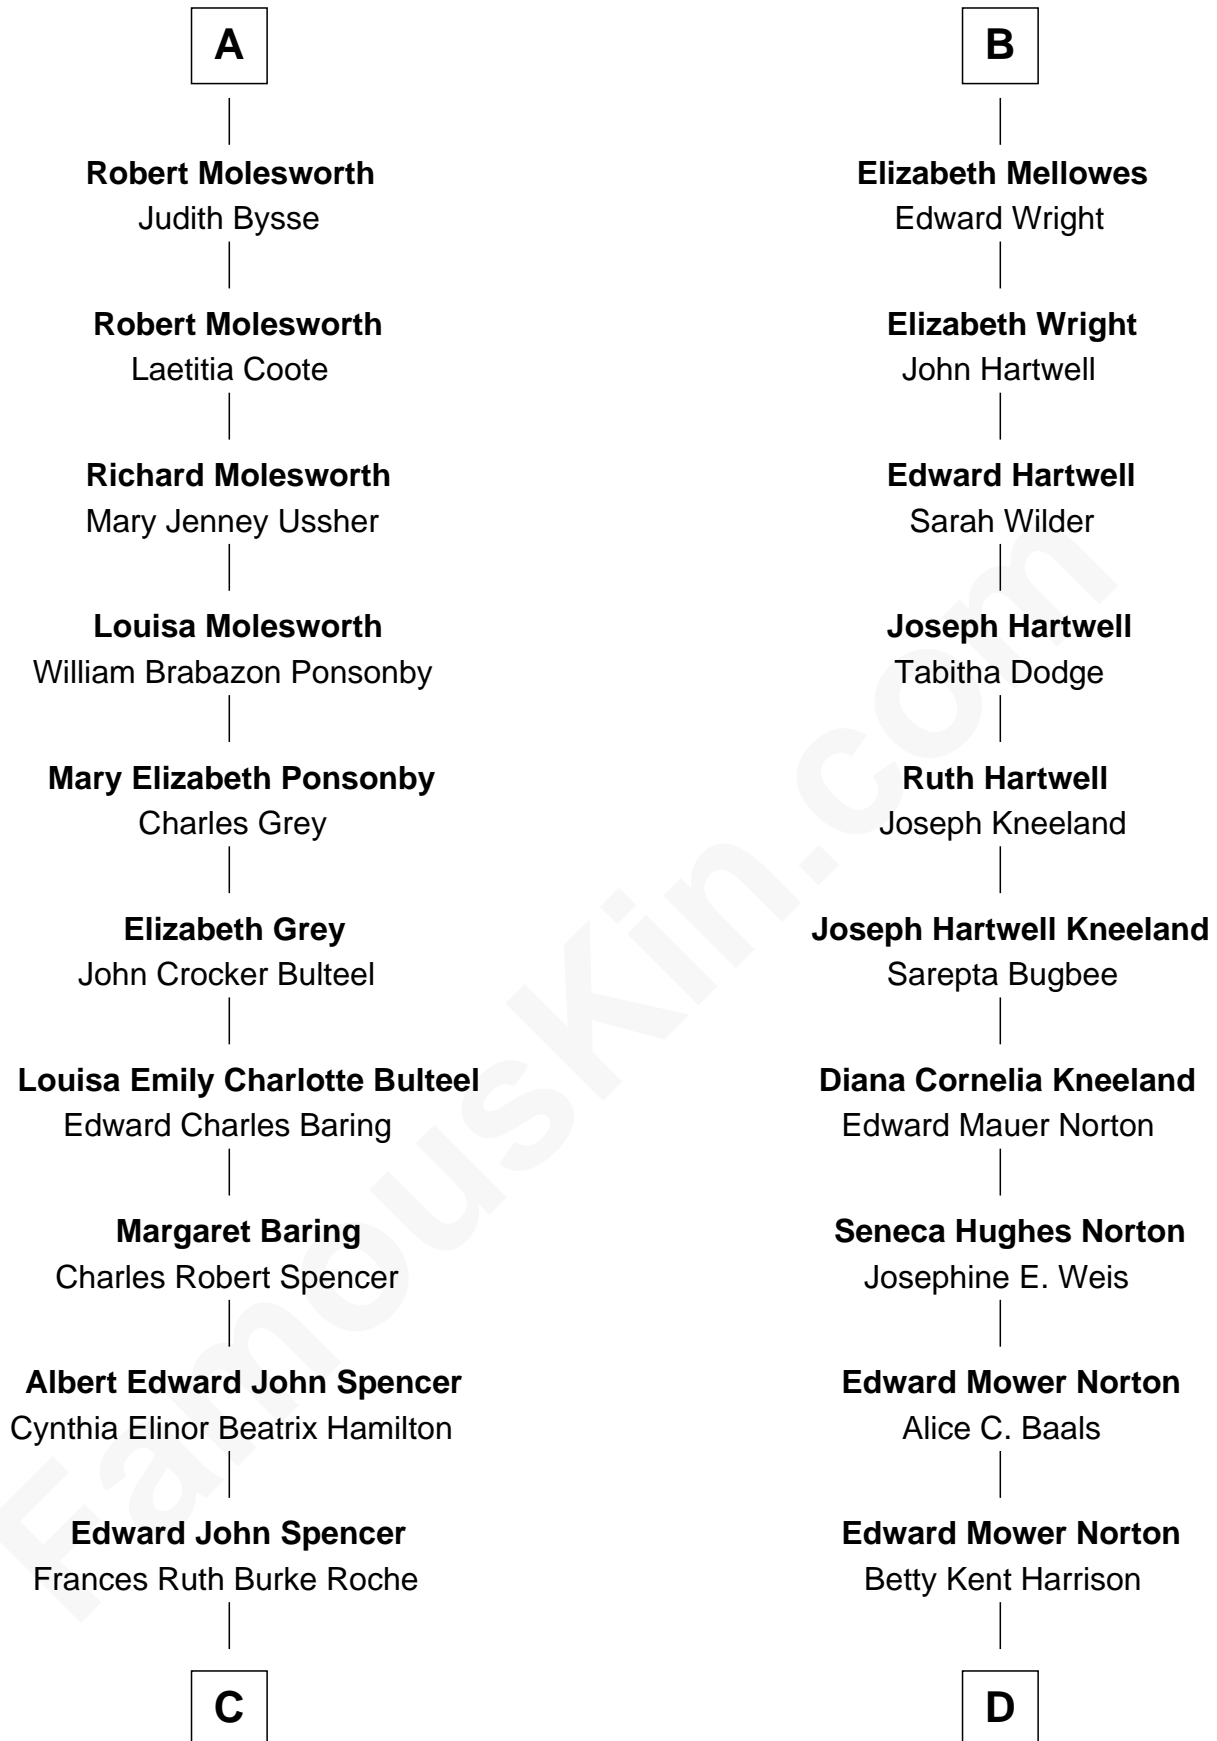 A
Robert Molesworth
Judith Bysse
Robert Molesworth
Laetitia Coote
Richard Molesworth
Mary Jenney Ussher
Louisa Molesworth
William Brabazon Ponsonby
Mary Elizabeth Ponsonby
Charles Grey
Elizabeth Grey
John Crocker Bulteel
Louisa Emily Charlotte Bulteel
Edward Charles Baring
Margaret Baring
Charles Robert Spencer
Albert Edward John Spencer
Cynthia Elinor Beatrix Hamilton
Edward John Spencer
Frances Ruth Burke Roche
C
B
Elizabeth Mellowes
Edward Wright
Elizabeth Wright
John Hartwell
Edward Hartwell
Sarah Wilder
Joseph Hartwell
Tabitha Dodge
Ruth Hartwell
Joseph Kneeland
Joseph Hartwell Kneeland
Sarepta Bugbee
Diana Cornelia Kneeland
Edward Mauer Norton
Seneca Hughes Norton
Josephine E. Weis
Edward Mower Norton
Alice C. Baals
Edward Mower Norton
Betty Kent Harrison
D
FamousKin.com